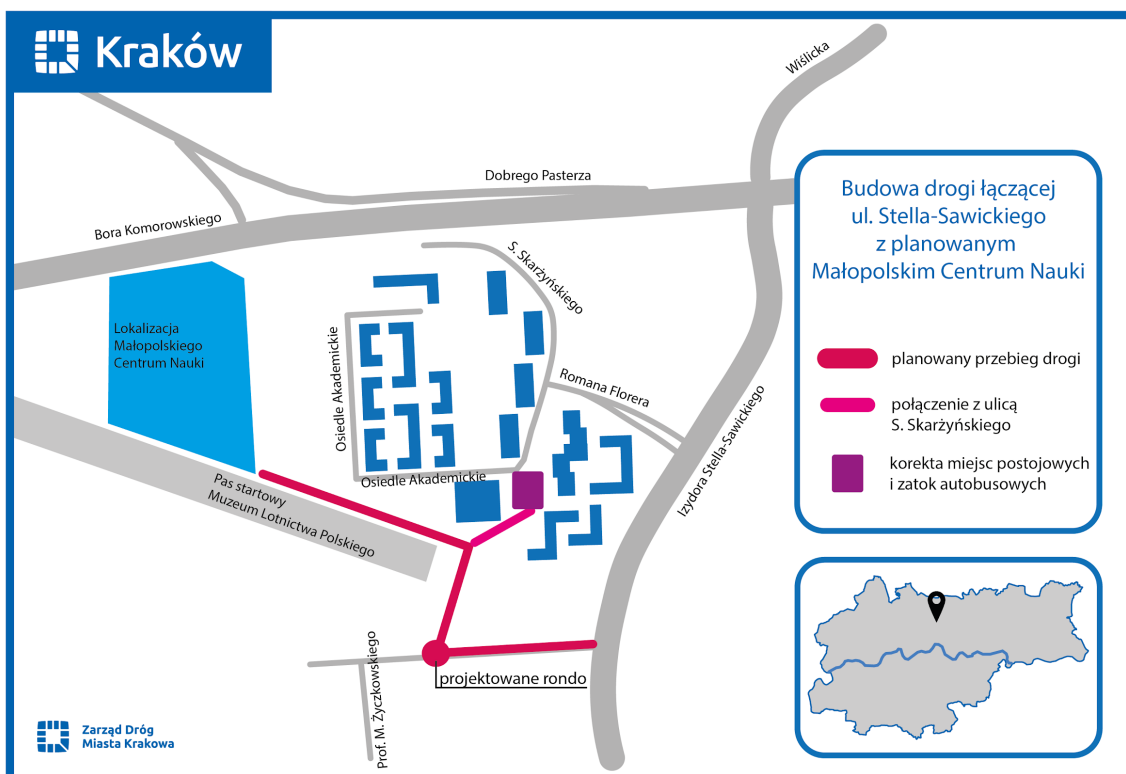 Kraków
Wiślicka
Dobrego Pasterza
Bora Komorowskiego
S. Skarżyńskiego
Lokalizacja
Małopolskiego
Centrum Nauki
Osiedle Akademickie
Romana Florera
Izydora Stella-Sawickiego
Osiedle Akademickie
Pas startowy
Muzeum Lotnictwa Polskiego
Prof. M. Życzkowskiego
projektowane rondo
Budowa drogi łączącej
ul. Stella-Sawickiego
z planowanym
Małopolskim Centrum Nauki
planowany przebieg drogi
połączenie z ulicą
S. Skarżyńskiego
korekta miejsc postojowych
i zatok autobusowych
Zarząd Dróg
Miasta Krakowa